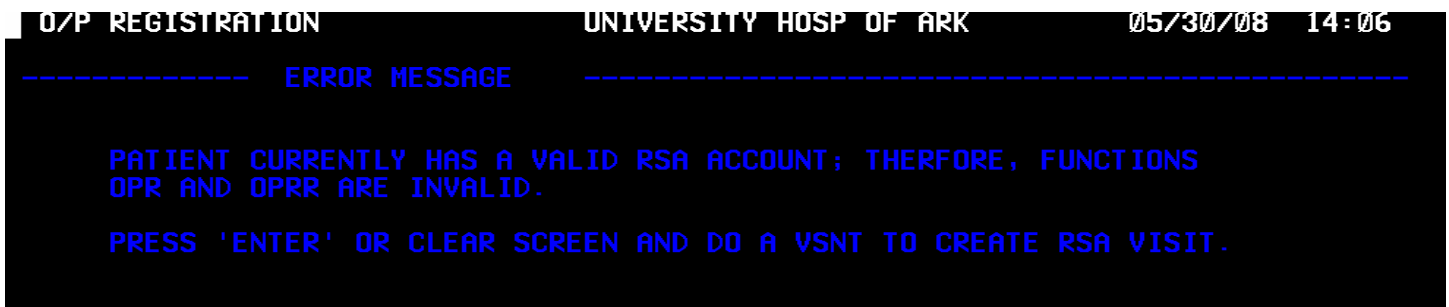 O/P REGISTRATION UNIVERSITY HOSP OF ARK 05/30/08 14:06
------------- ERROR MESSAGE -----------------------------------------------
PATIENT CURRENTLY HAS A VALID RSA ACCOUNT; THERFORE, FUNCTIONS
OPR AND OPRR ARE INVALID.
PRESS 'ENTER' OR CLEAR SCREEN AND DO A VSNT TO CREATE RSA VISIT.